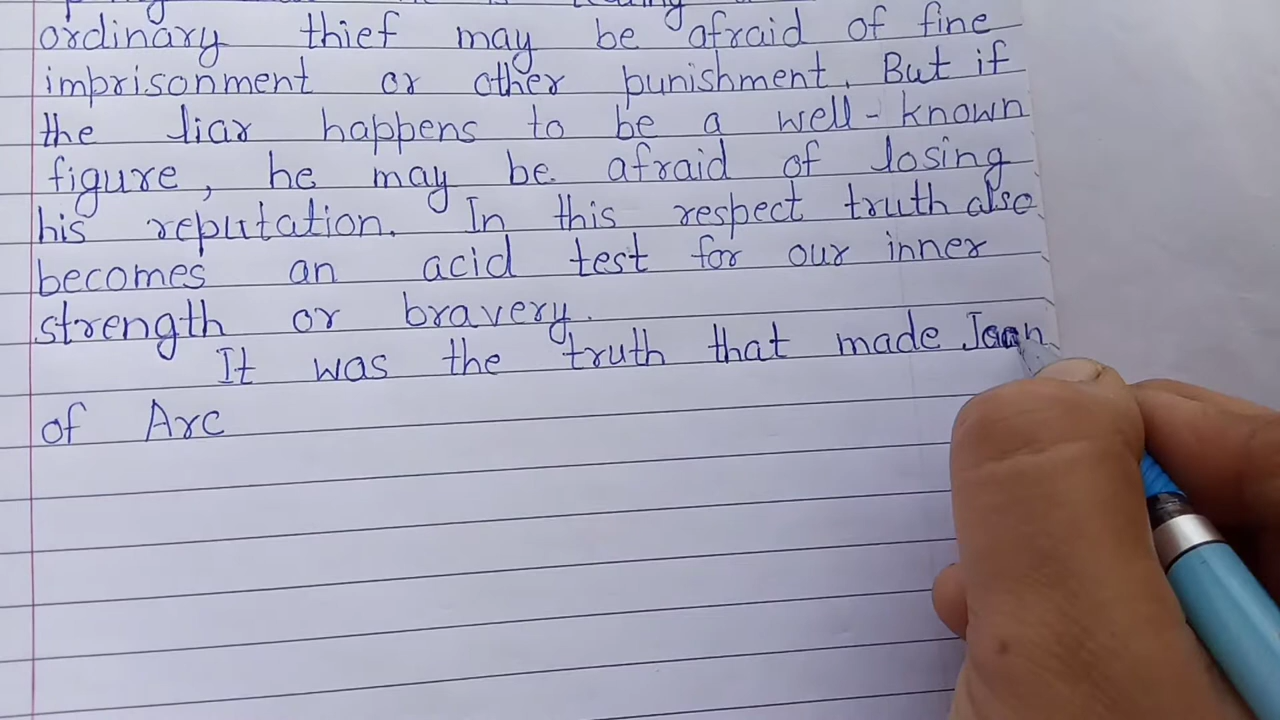 ordinary thief may be afraid of fine
imprisonment or other punishment. But if
the liar happens to be a well-known
figure, he may be afraid of losing
his reputation. In this respect truth also
becomes an acid test for our inner
strength or bravery.
It was the truth that made Joan
of Arc